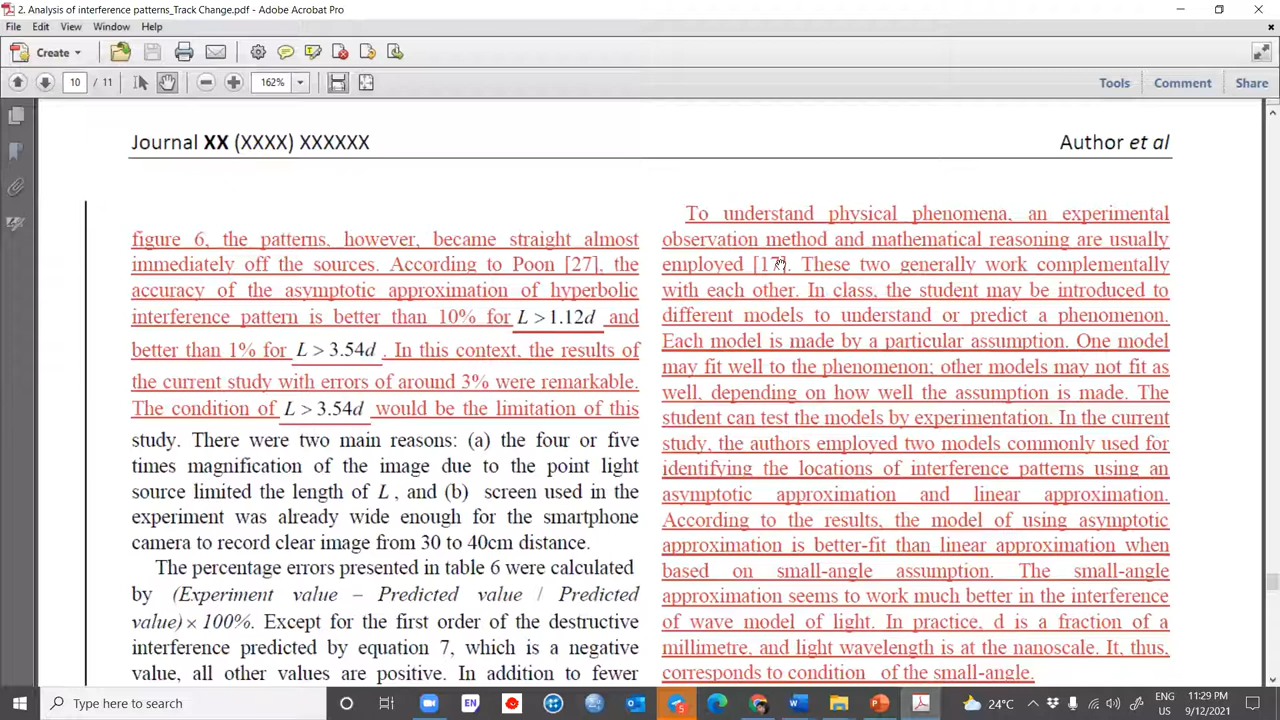 2. Analysis of interference patterns_Track Change.pdf - Adobe Acrobat Pro
File Edit View Window Help
Create
10 / 11 162% Tools Comment Share
Journal XX (XXXX) XXXXXX Author et al
figure 6, the patterns, however, became straight almost
immediately off the sources. According to Poon [27], the
accuracy of the asymptotic approximation of hyperbolic
interference pattern is better than 10% for L > 1.12d and
better than 1% for L > 3.54d . In this context, the results of
the current study with errors of around 3% were remarkable.
The condition of L > 3.54d would be the limitation of this
study. There were two main reasons: (a) the four or five
times magnification of the image due to the point light
source limited the length of L , and (b) screen used in the
experiment was already wide enough for the smartphone
camera to record clear image from 30 to 40cm distance.
The percentage errors presented in table 6 were calculated
by (Experiment value – Predicted value / Predicted
value) × 100%. Except for the first order of the destructive
interference predicted by equation 7, which is a negative
value, all other values are positive. In addition to fewer
To understand physical phenomena, an experimental
observation method and mathematical reasoning are usually
employed [17]. These two generally work complementally
with each other. In class, the student may be introduced to
different models to understand or predict a phenomenon.
Each model is made by a particular assumption. One model
may fit well to the phenomenon; other models may not fit as
well, depending on how well the assumption is made. The
student can test the models by experimentation. In the current
study, the authors employed two models commonly used for
identifying the locations of interference patterns using an
asymptotic approximation and linear approximation.
According to the results, the model of using asymptotic
approximation is better-fit than linear approximation when
based on small-angle assumption. The small-angle
approximation seems to work much better in the interference
of wave model of light. In practice, d is a fraction of a
millimetre, and light wavelength is at the nanoscale. It, thus,
corresponds to condition of the small-angle.
Type here to search
EN
5
24°C
ENG
US
11:29 PM
9/12/2021